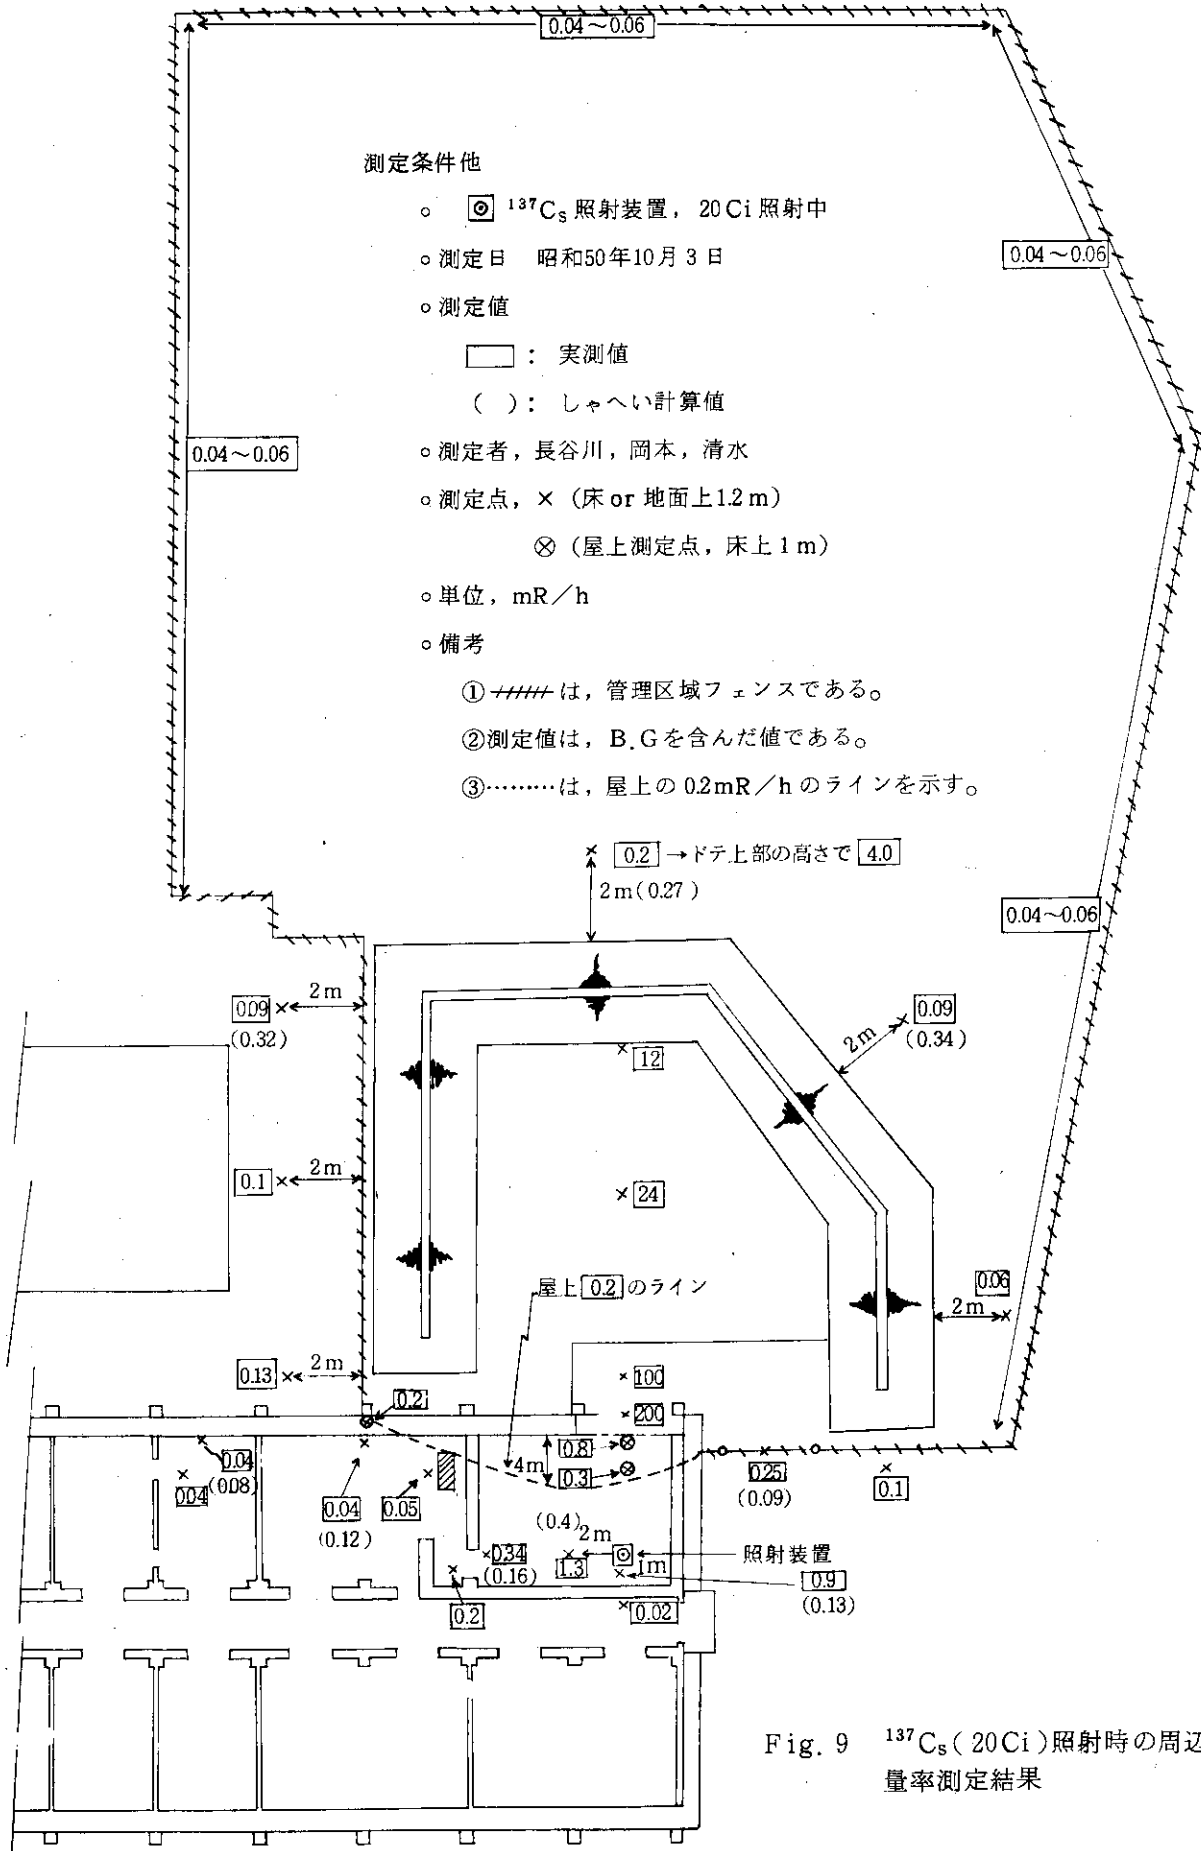 0.04～0.06
測定条件他
○ ◉ ¹³⁷Cs 照射装置, 20Ci 照射中
○ 測定日 昭和50年10月3日
0.04～0.06
○ 測定値
□ : 実測値
( ) : しゃへい計算値
0.04～0.06
○ 測定者, 長谷川, 岡本, 清水
○ 測定点, × (床 or 地面上1.2m)
⊗ (屋上測定点, 床上1m)
○ 単位, mR/h
○ 備考
① ##### は, 管理区域フェンスである。
②測定値は, B.Gを含んだ値である。
③………は, 屋上の0.2mR/hのラインを示す。
× 0.2 →ドテ上部の高さで 4.0
2m(0.27)
0.04～0.06
0.09 × 2m
(0.32)
× 0.09
(0.34)
2m
× 12
0.1 × 2m
× 24
屋上 0.2 のライン
0.06
2m ×
0.13 × 2m
× 100
0.2
× 200
0.8 ⊗
4m
0.3 ⊗
0.04
(0.08)
0.04
0.04
(0.12)
0.05
0.25
(0.09)
0.1
(0.4)
2m
0.34
(0.16)
1.3
照射装置
1m
0.9
(0.13)
0.2
× 0.02
Fig. 9 ¹³⁷Cs(20Ci)照射時の周辺
量率測定結果